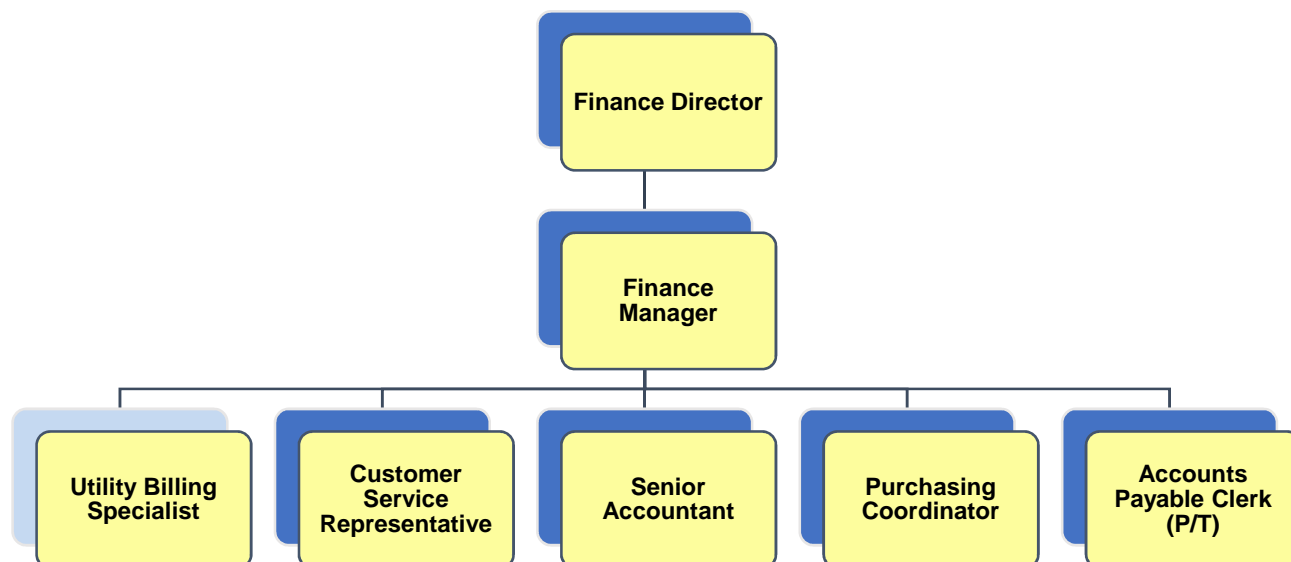 Finance Director
Finance
Manager
Utility Billing
Specialist
Customer
Service
Representative
Senior
Accountant
Purchasing
Coordinator
Accounts
Payable Clerk
(P/T)